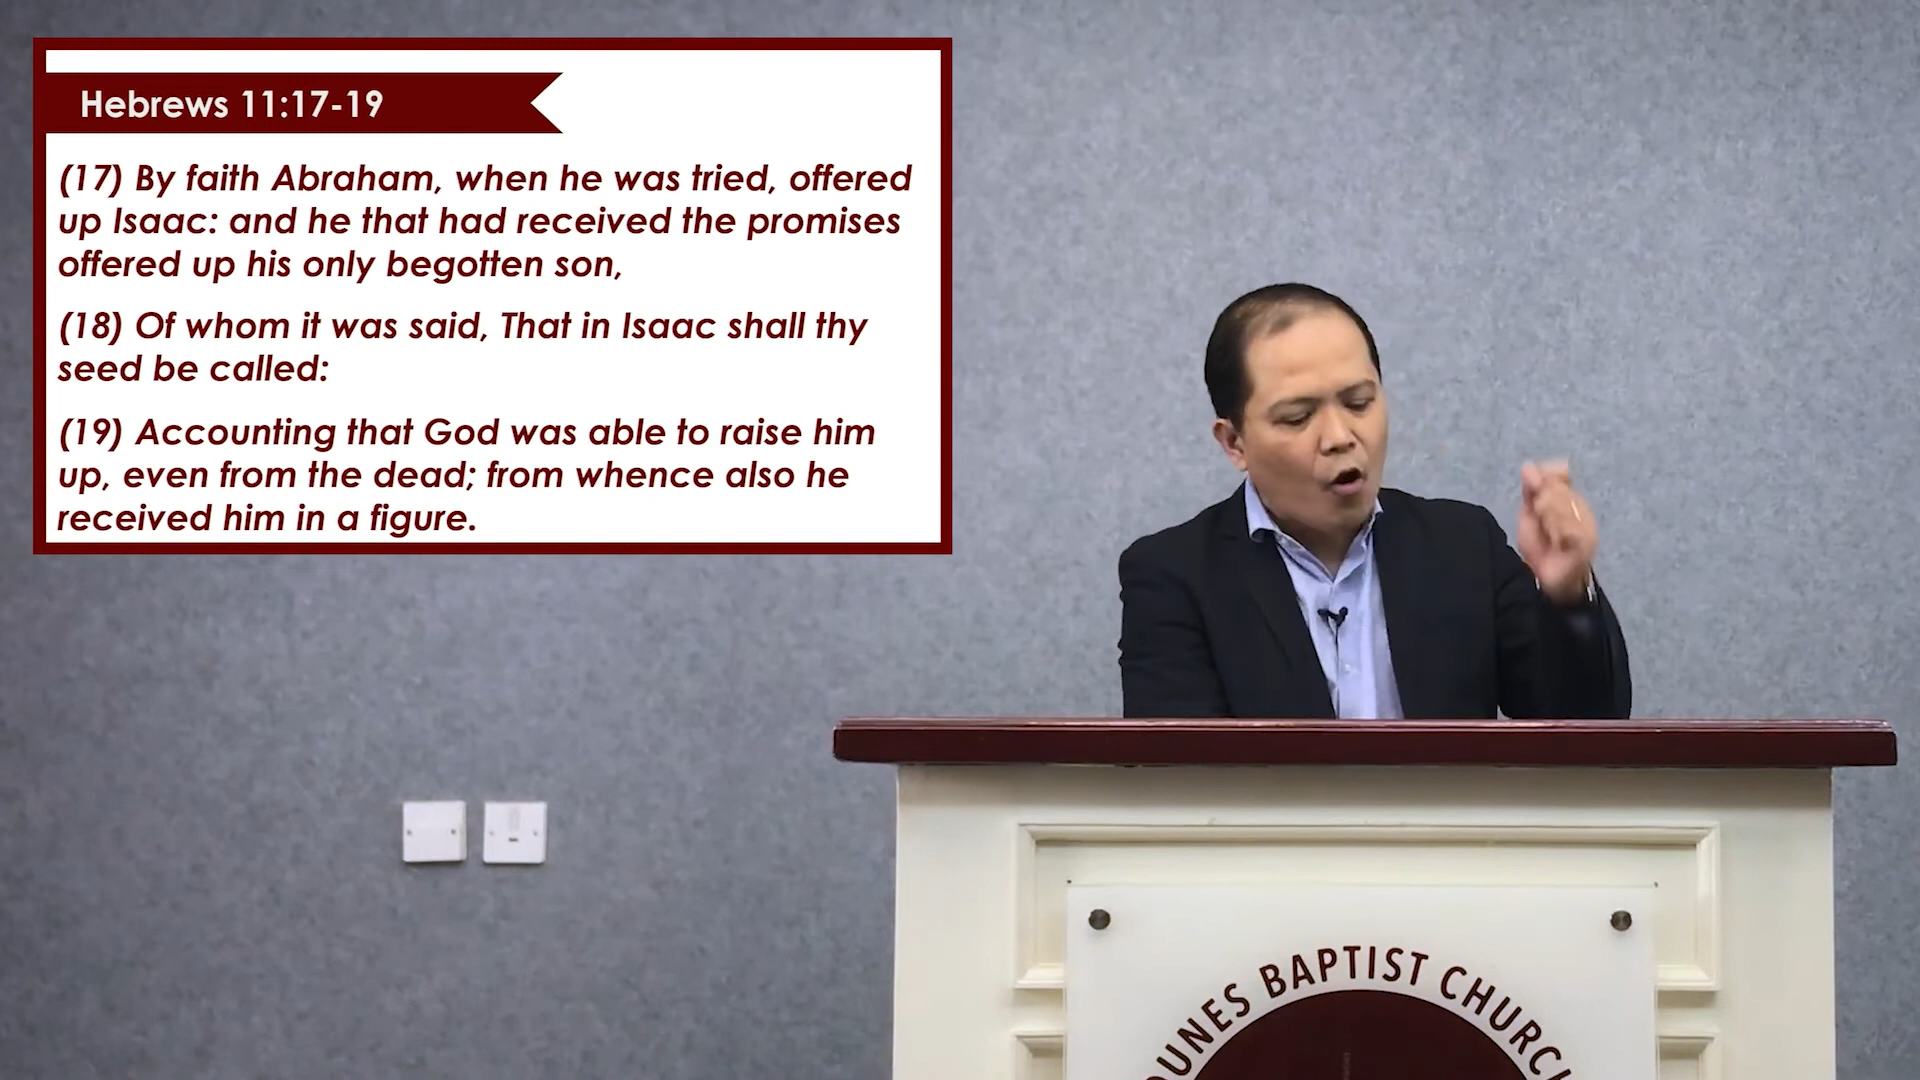 Hebrews 11:17-19
(17) By faith Abraham, when he was tried, offered
up Isaac: and he that had received the promises
offered up his only begotten son,
(18) Of whom it was said, That in Isaac shall thy
seed be called:
(19) Accounting that God was able to raise him
up, even from the dead; from whence also he
received him in a figure.
DUNES BAPTIST CHURCH